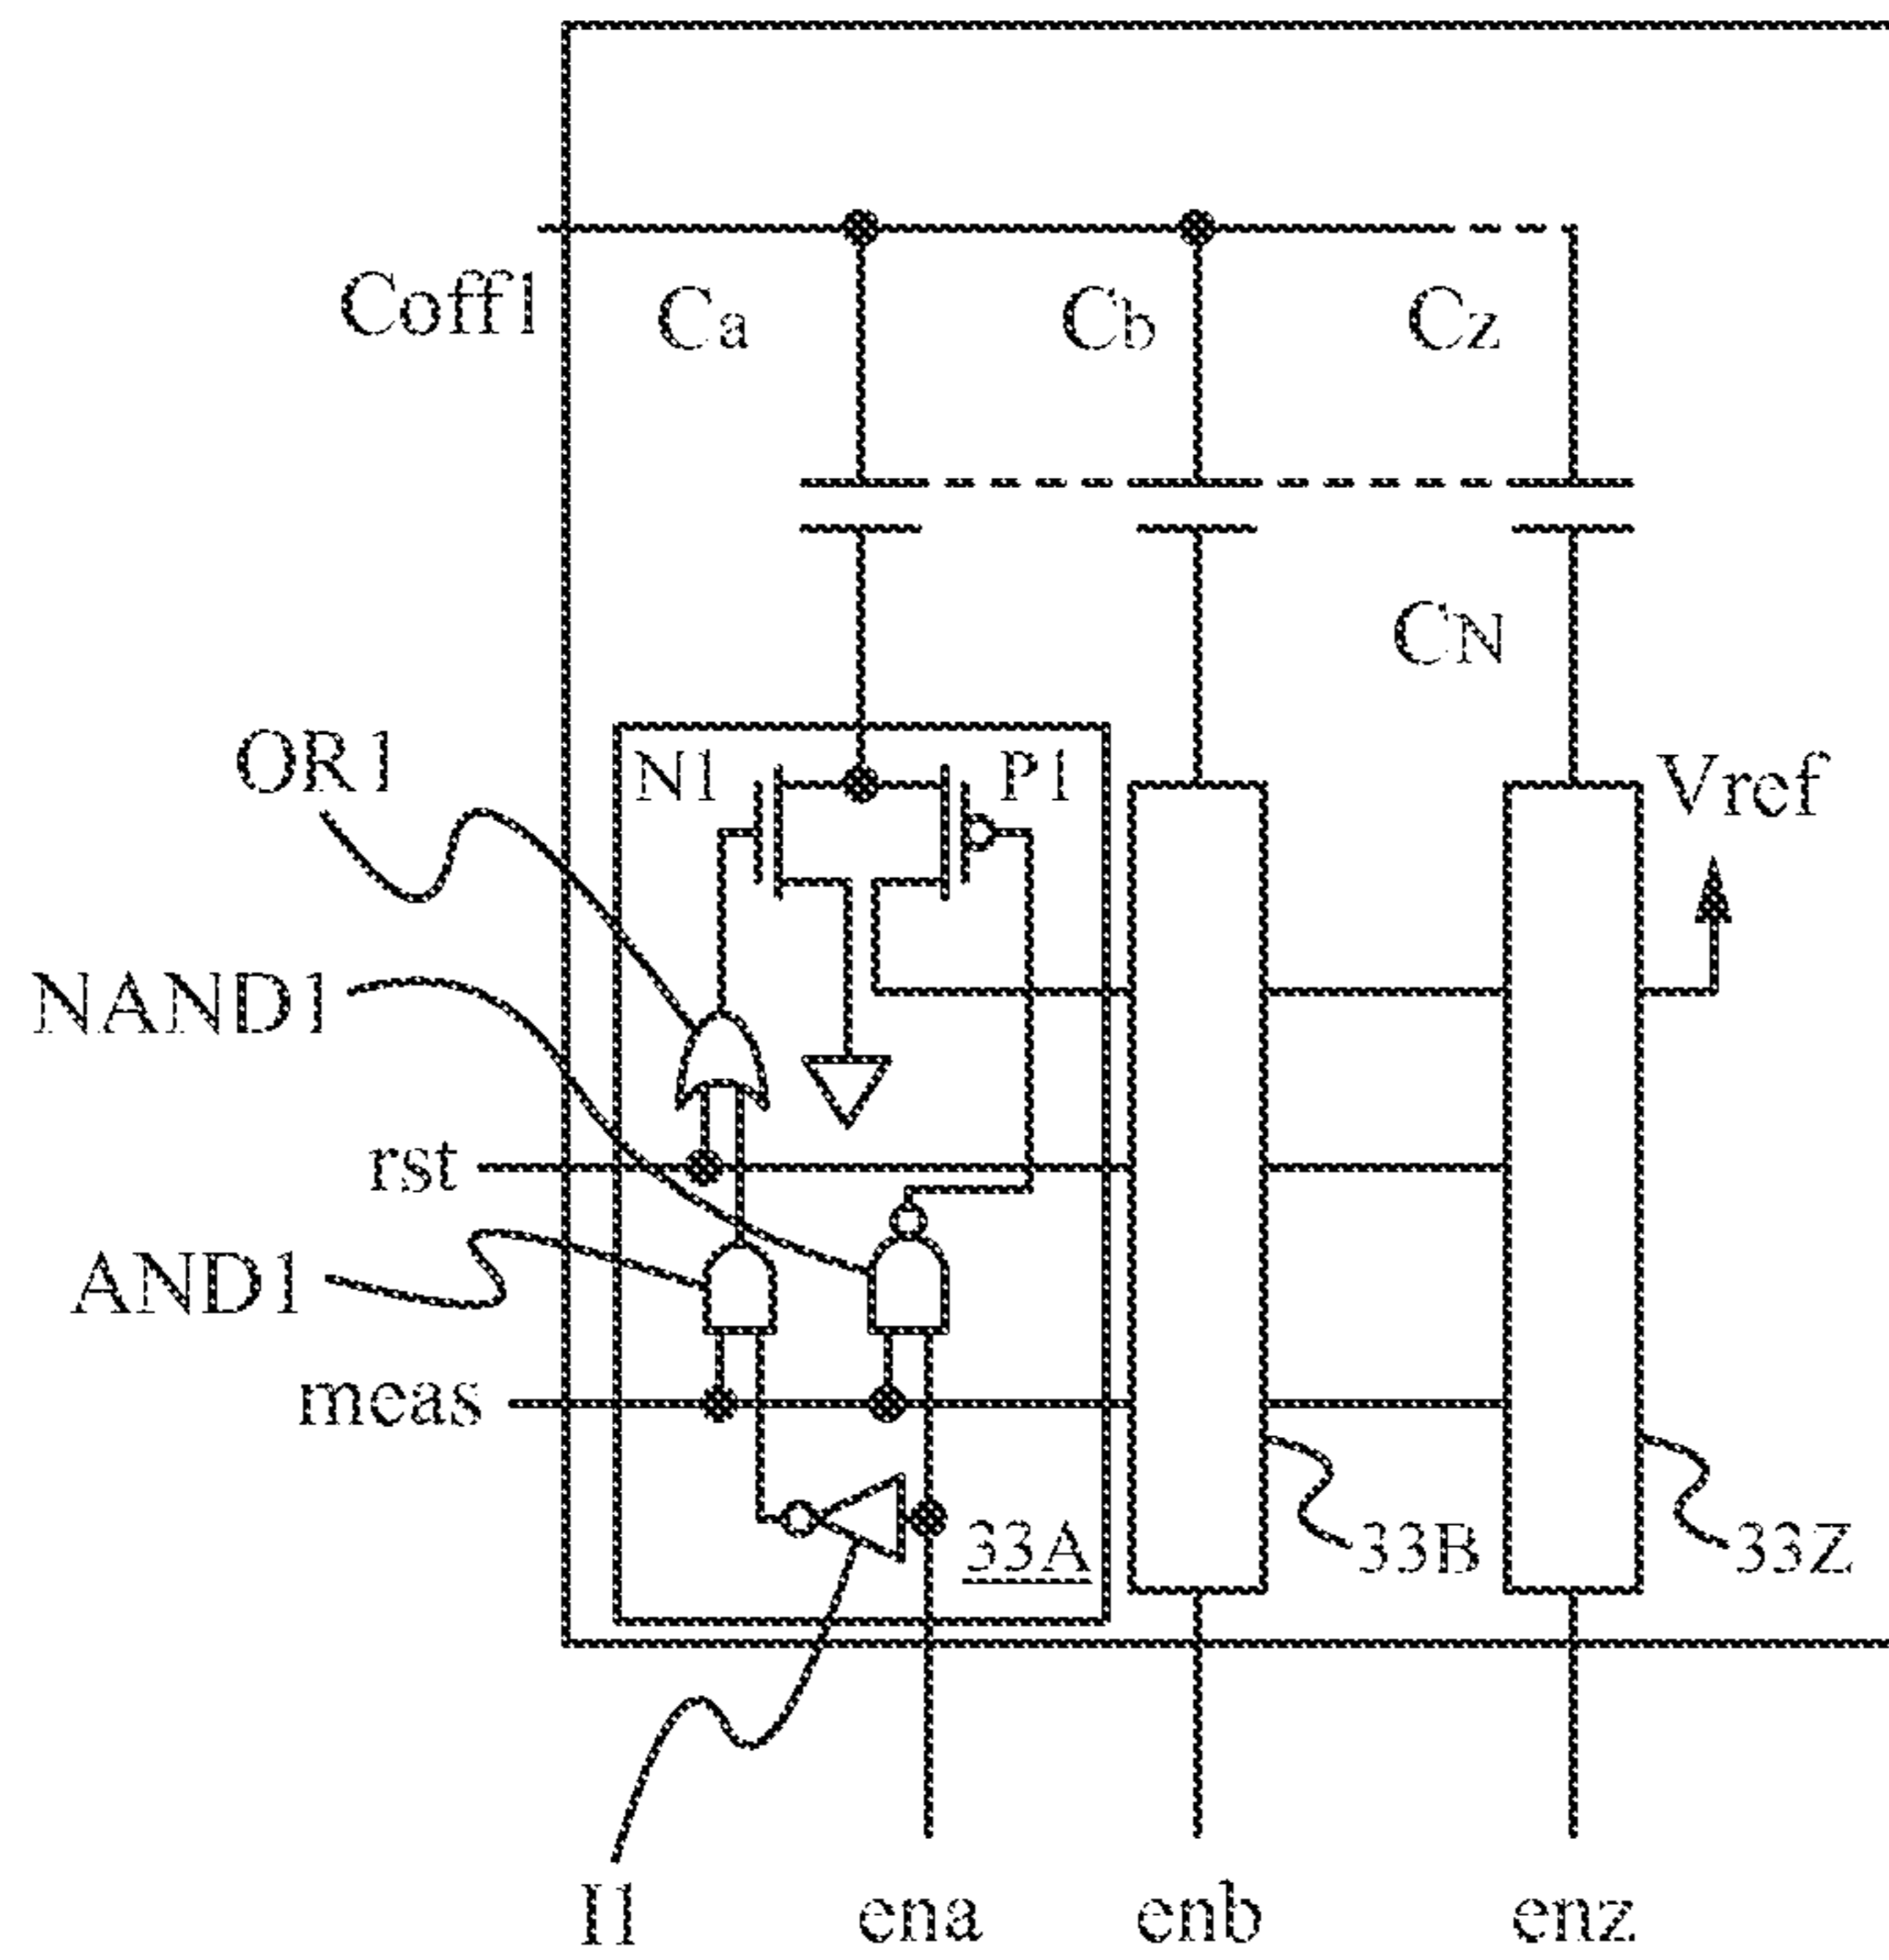 Coff1
Ca
Cb
Cz
CN
OR1
N1
P1
Vref
NAND1
rst
AND1
meas
33A
33B
33Z
I1
ena
enb
enz